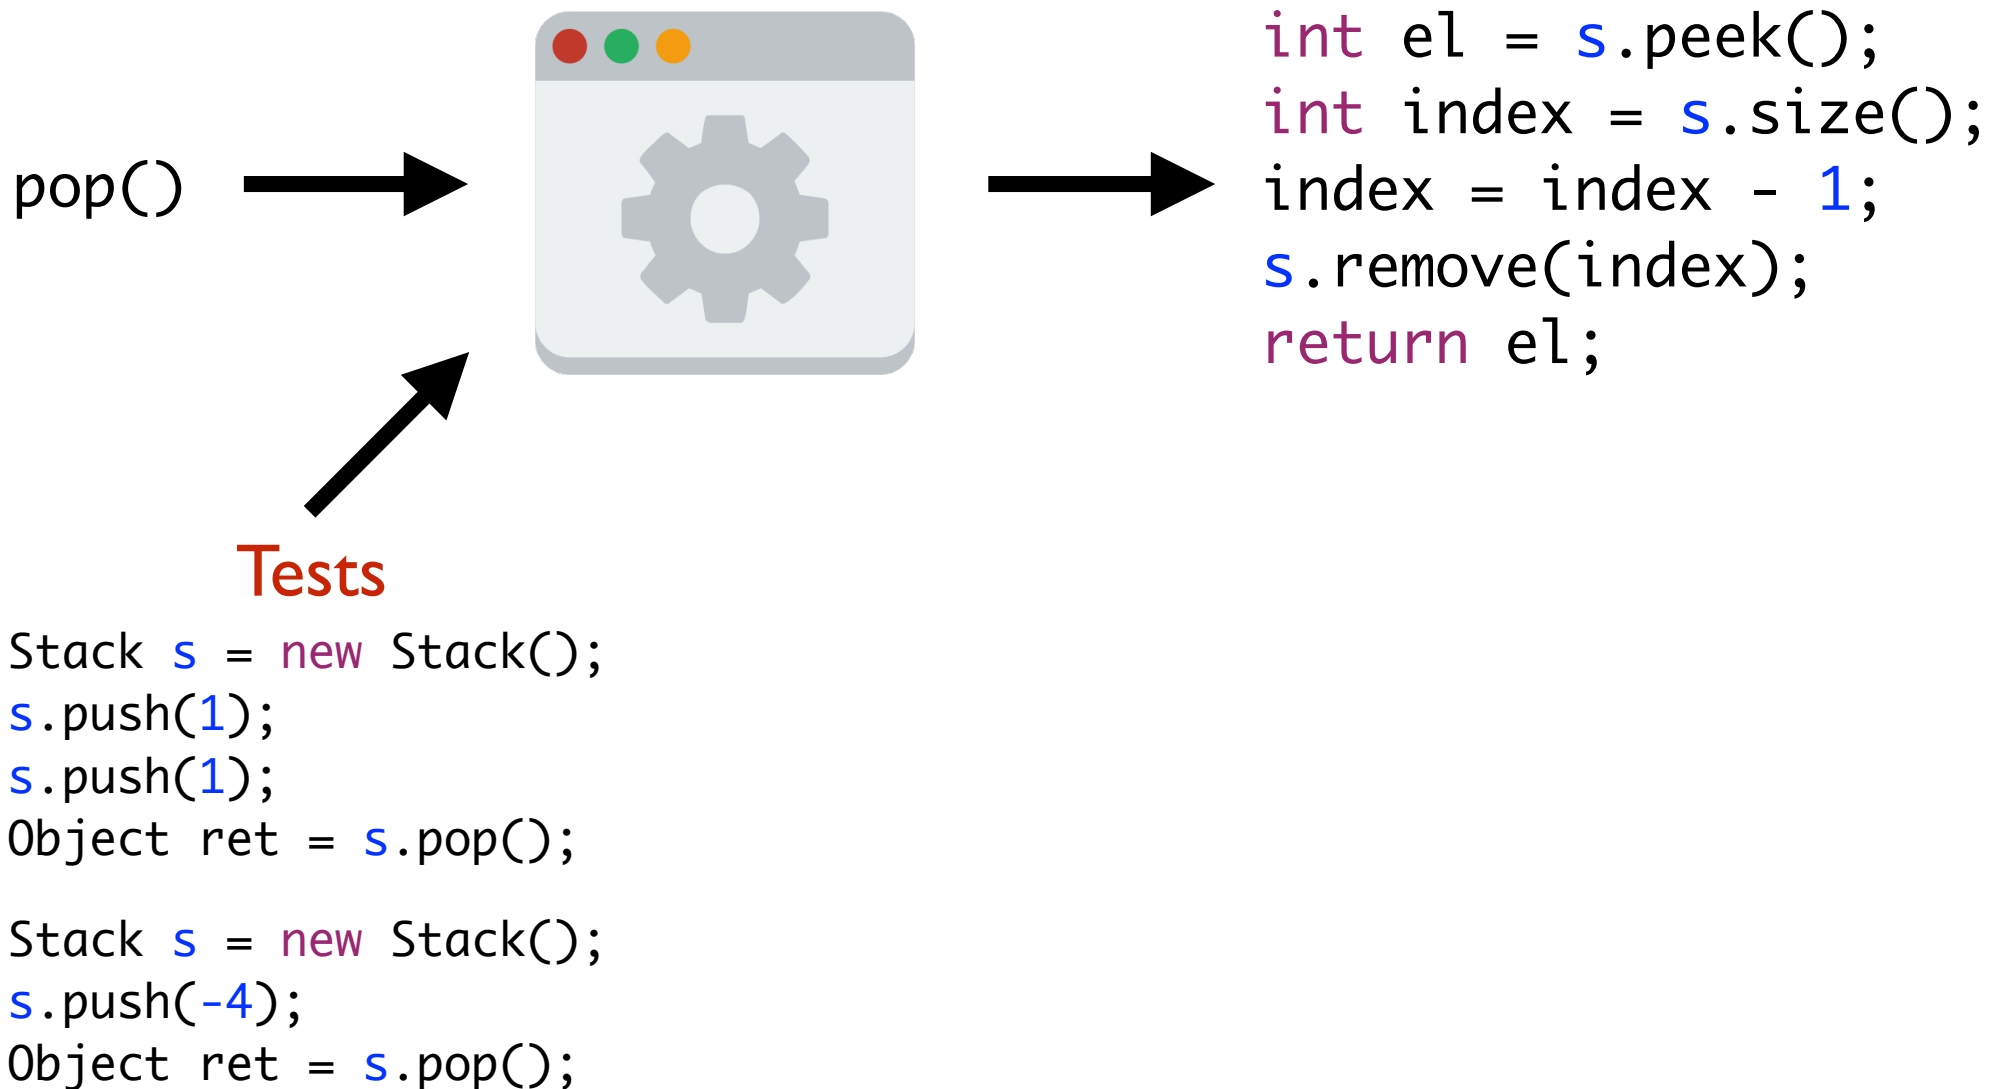 pop()
int el = s.peek();
int index = s.size();
index = index - 1;
s.remove(index);
return el;
Tests
Stack s = new Stack();
s.push(1);
s.push(1);
Object ret = s.pop();
Stack s = new Stack();
s.push(-4);
Object ret = s.pop();